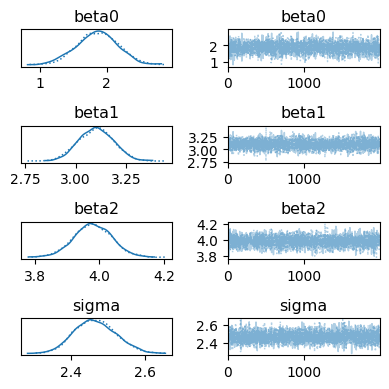 beta0 beta0
2
1
1 2 0 1000
beta1 beta1
3.25
3.00
2.75
2.75 3.00 3.25 0 1000
beta2 beta2
4.2
4.0
3.8
3.8 4.0 4.2 0 1000
sigma sigma
2.6
2.4
2.4 2.6 0 1000